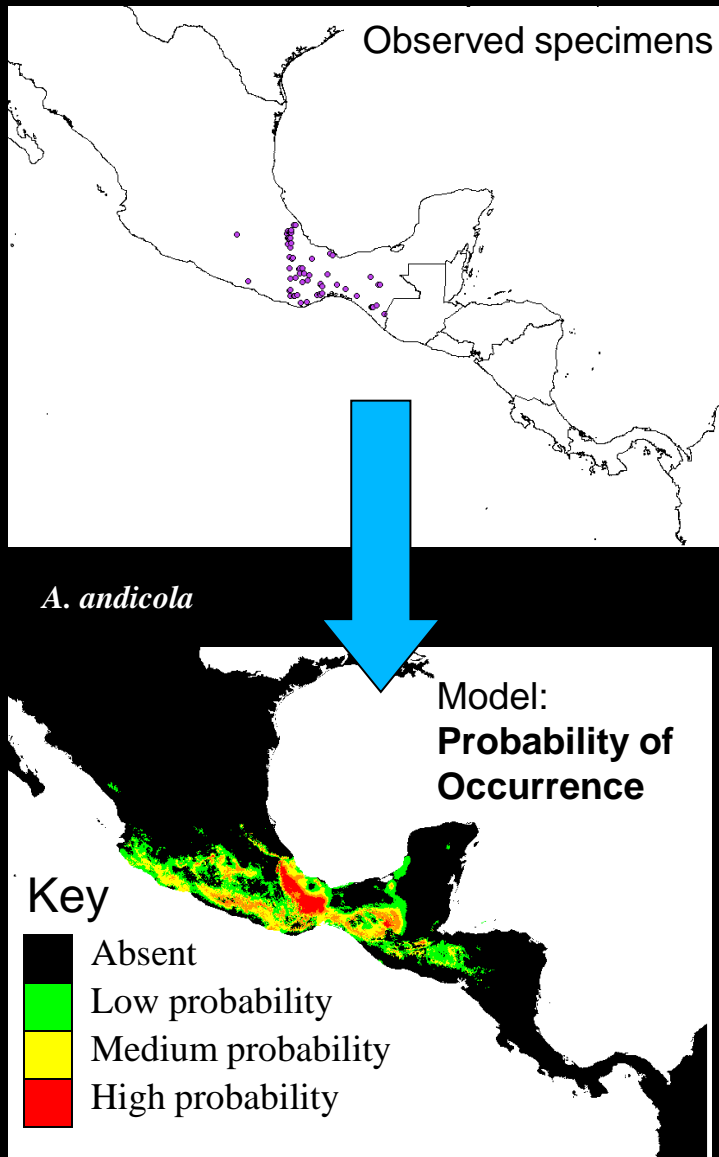 Observed specimens
A. andicola
Model:
Probability of
Occurrence
Key
Absent
Low probability
Medium probability
High probability